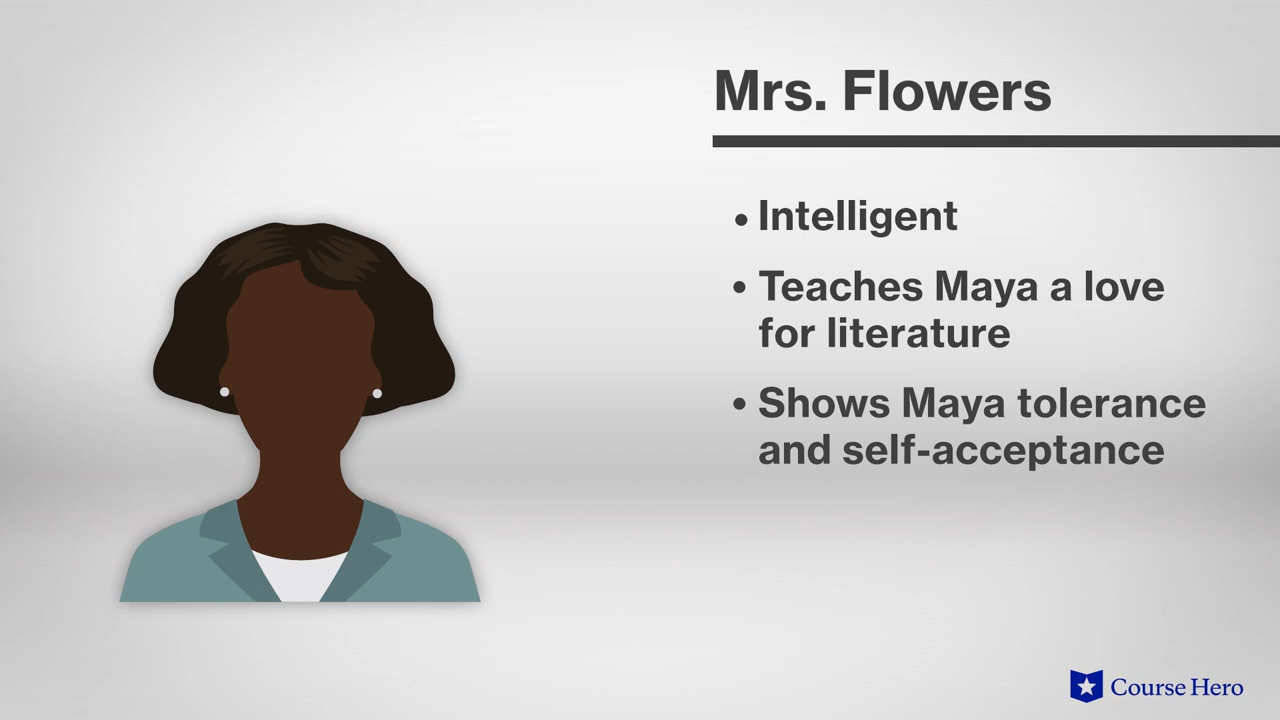 Mrs. Flowers
• Intelligent
• Teaches Maya a love
for literature
• Shows Maya tolerance
and self-acceptance
Course Hero